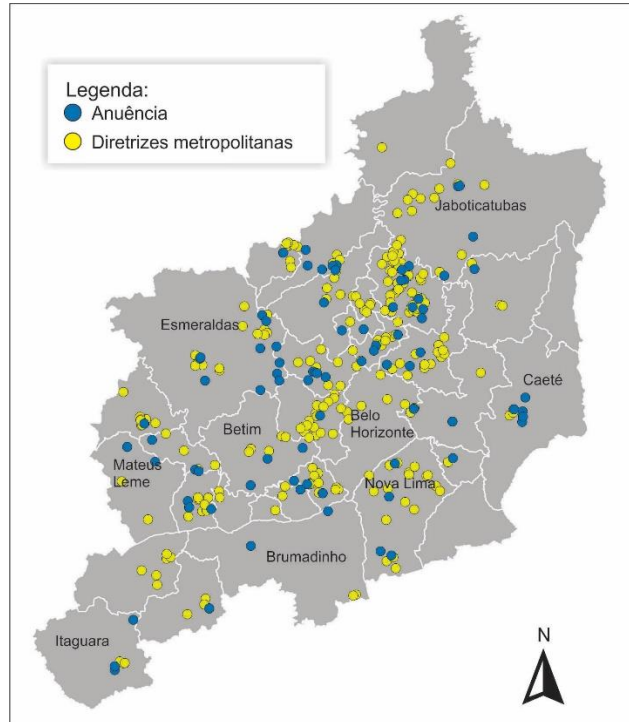 Legenda:
Anuência
Diretrizes metropolitanas
Jaboticatubas
Esmeraldas
Caeté
Betim
Belo
Horizonte
Mateus
Leme
Nova Lima
Brumadinho
Itaguara
N